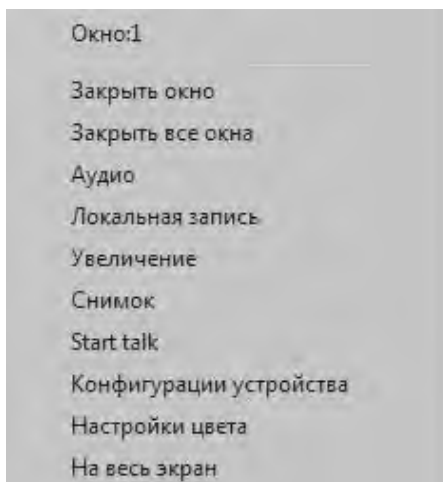 Окно:1
Закрыть окно
Закрыть все окна
Аудио
Локальная запись
Увеличение
Снимок
Start talk
Конфигурации устройства
Настройки цвета
На весь экран